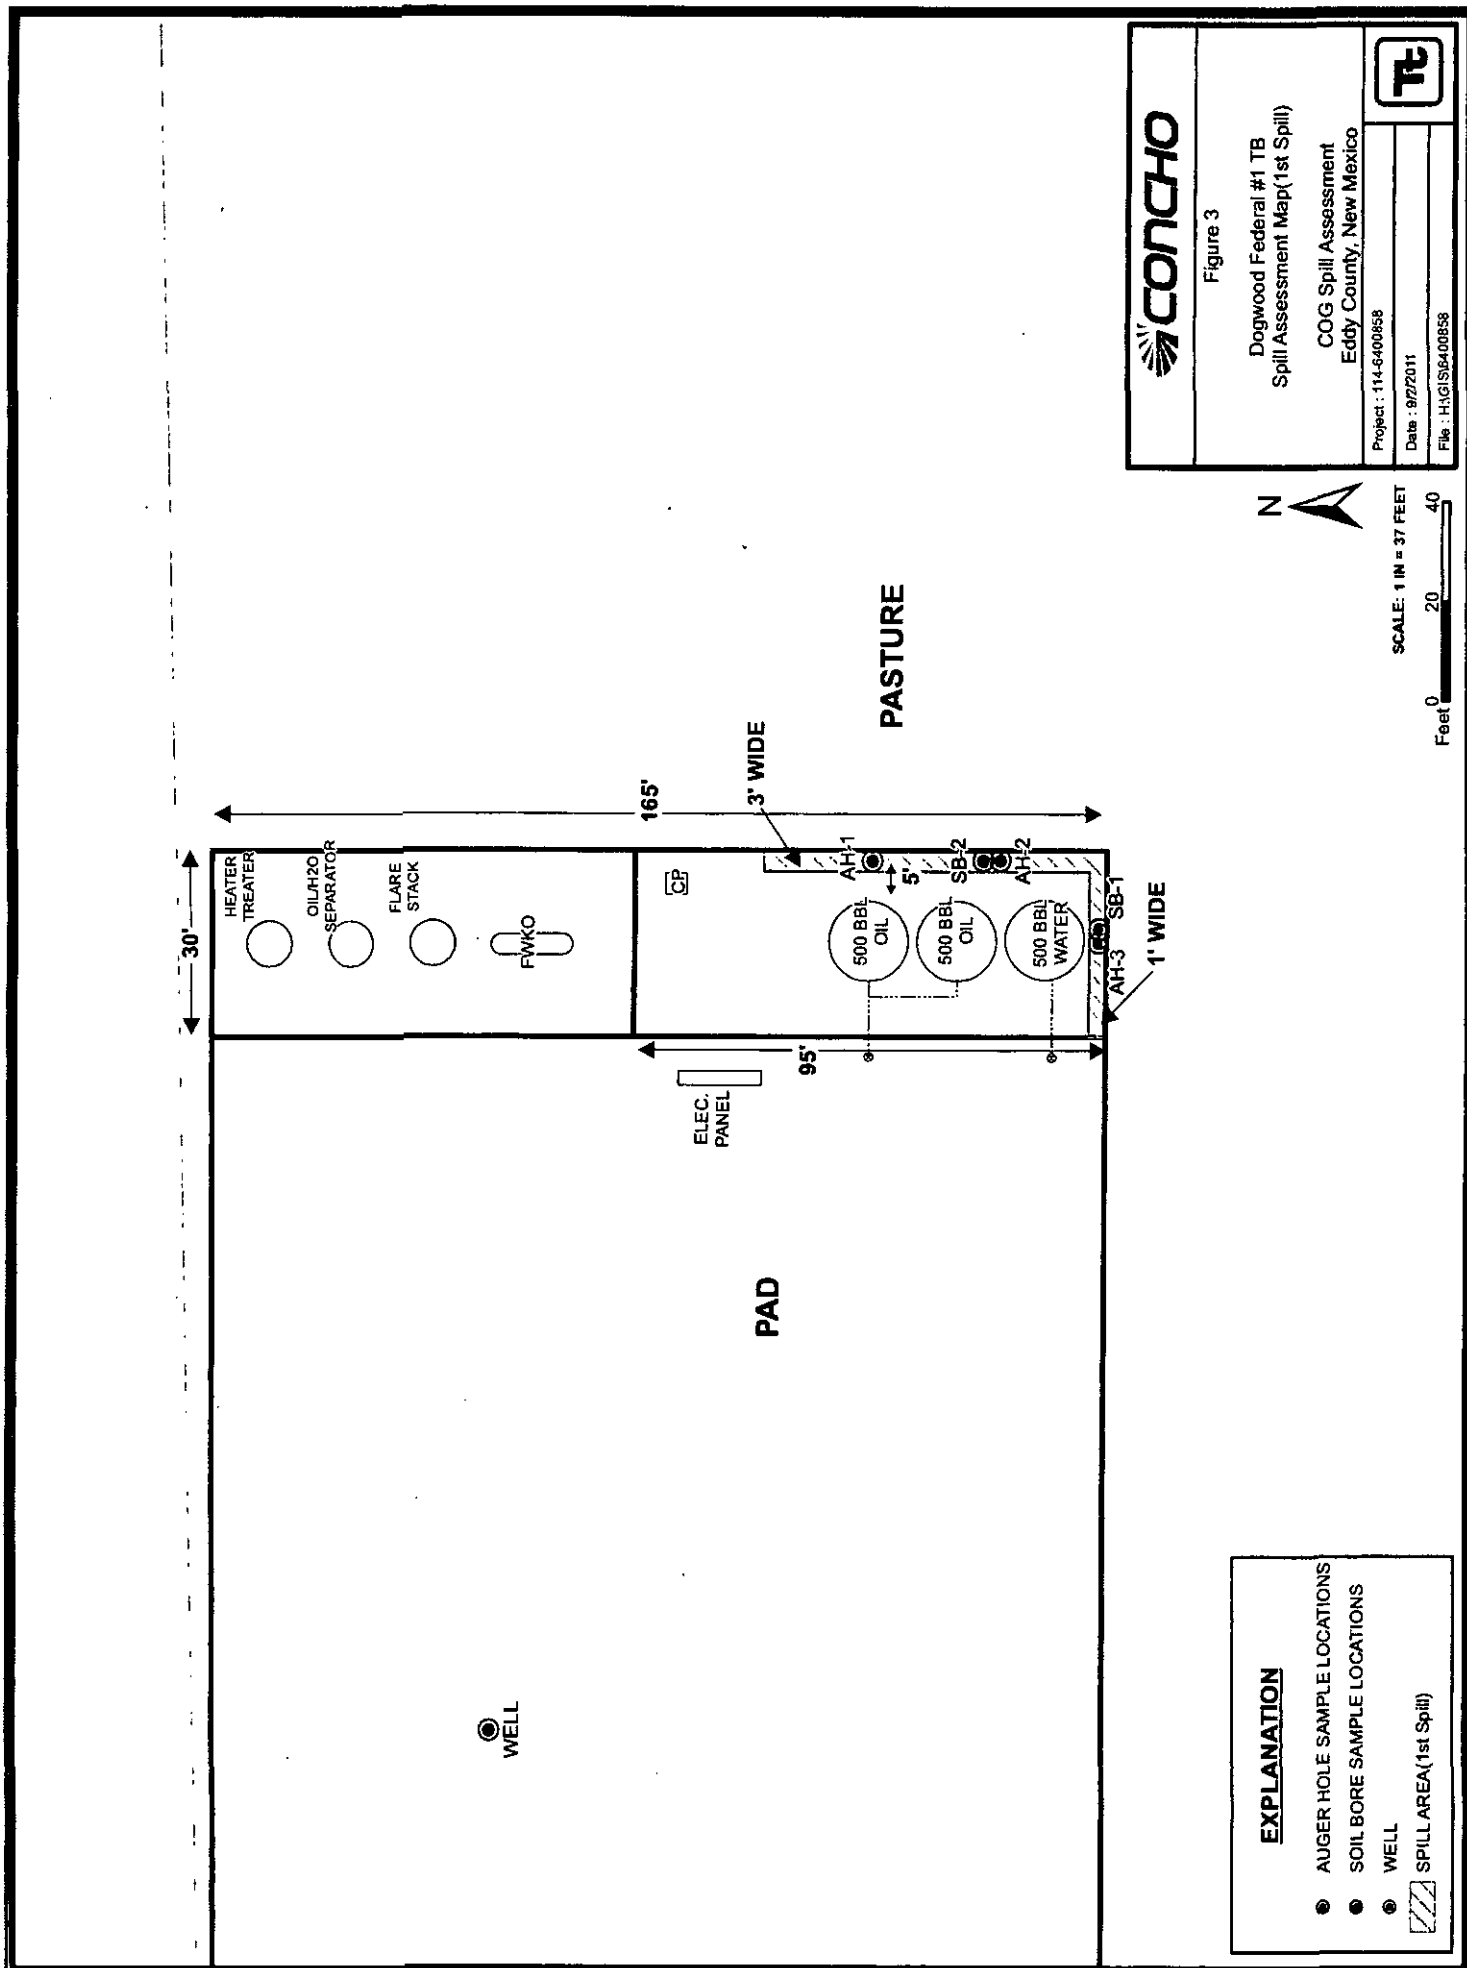 30'
HEATER
TREATER
OIL/H2O
SEPARATOR
FLARE
STACK
FWKO
165'
CP
3' WIDE
PASTURE
AH-1
500 BBL
OIL
5'
SB-2
500 BBL
OIL
AH-2
500 BBL
WATER
AH-3
SB-1
1' WIDE
95'
ELEC.
PANEL
PAD
WELL
EXPLANATION
AUGER HOLE SAMPLE LOCATIONS
SOIL BORE SAMPLE LOCATIONS
WELL
SPILL AREA(1st Spill)
N
SCALE: 1 IN = 37 FEET
Feet
0 20 40
CONCHO
Figure 3
Dogwood Federal #1 TB
Spill Assessment Map(1st Spill)
COG Spill Assessment
Eddy County, New Mexico
Project : 114-6400858
Date : 9/2/2011
File : H:\GIS\6400858
Tt